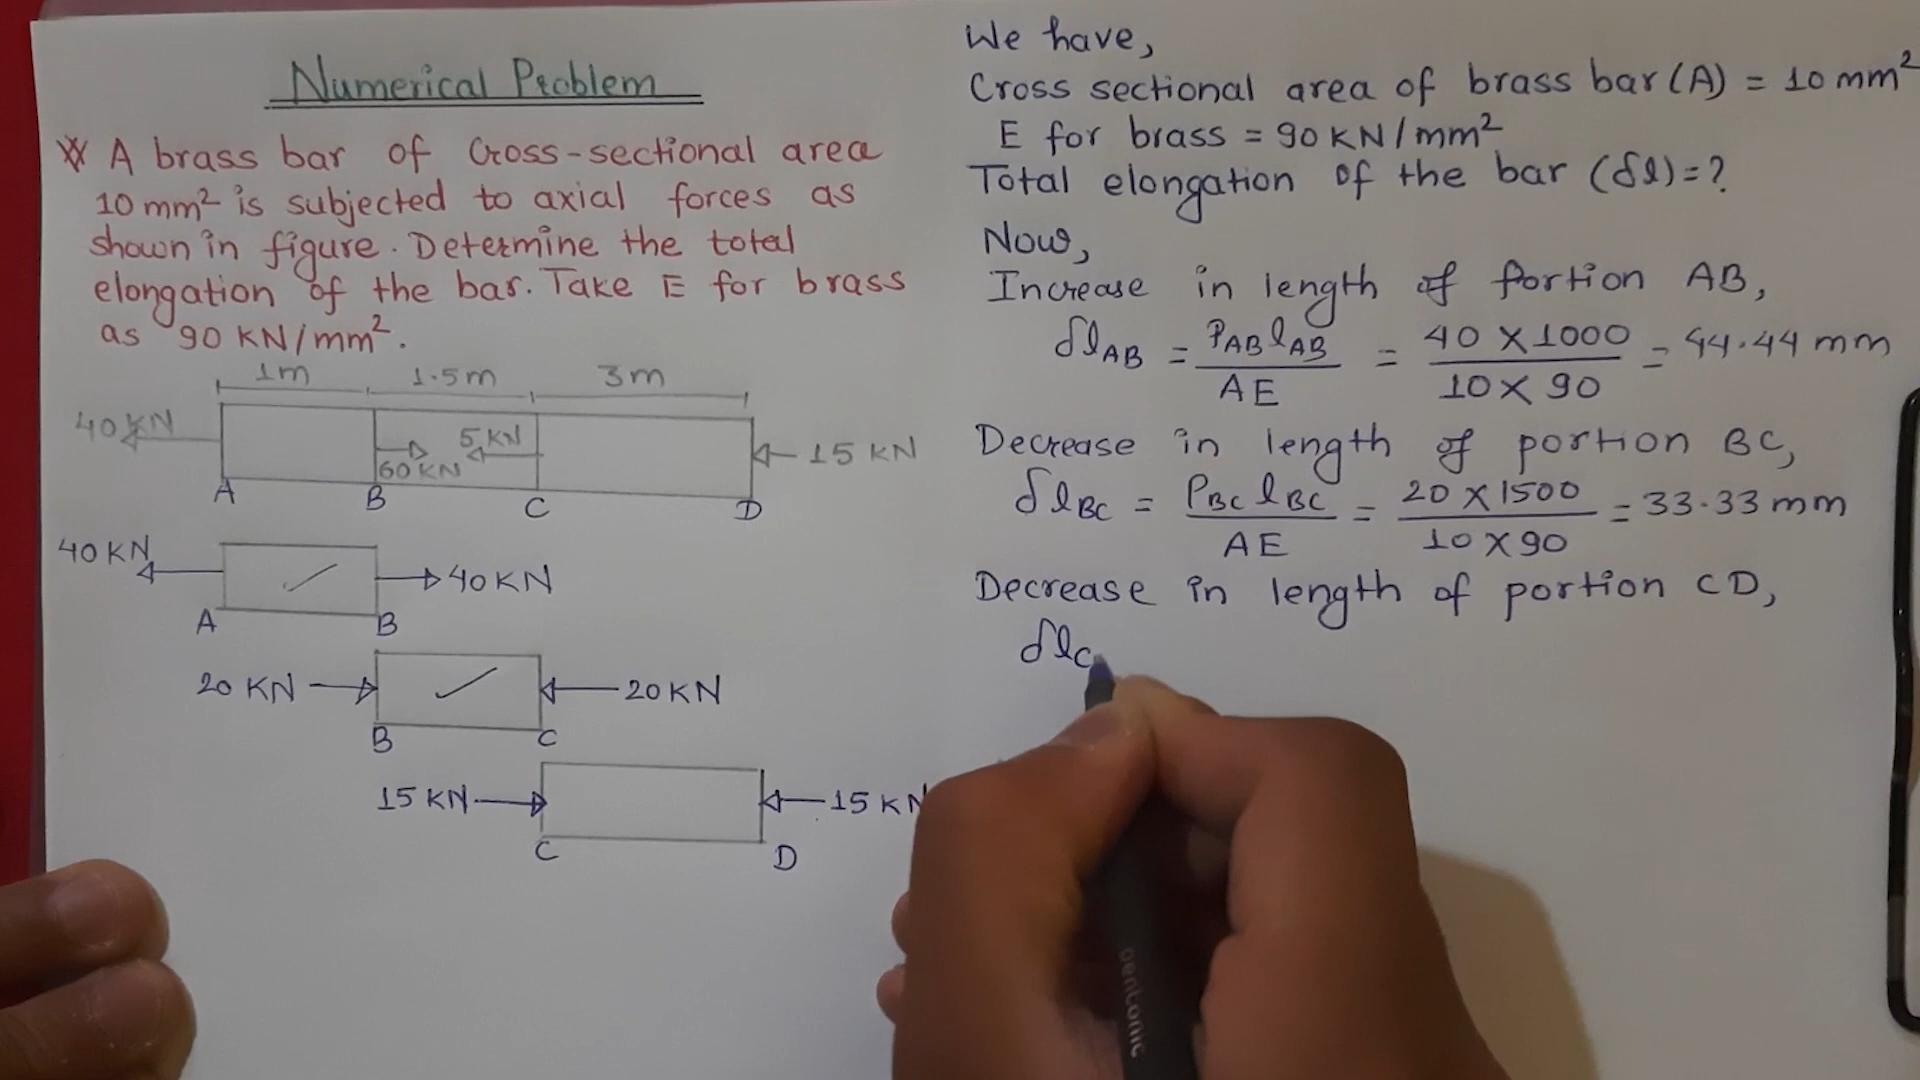 Numerical Problem
* A brass bar of cross-sectional area
10 mm² is subjected to axial forces as
shown in figure. Determine the total
elongation of the bar. Take E for brass
as 90 KN/mm².
1m 1.5m 3m
40 KN 60 KN 5 KN 15 KN
A B C D
40 KN 40 KN
A B
20 KN 20 KN
B C
15 KN 15 KN
C D
We have,
Cross sectional area of brass bar (A) = 10 mm²
E for brass = 90 KN/mm²
Total elongation of the bar (δl) = ?
Now,
Increase in length of portion AB,
δl_AB = P_AB l_AB / AE = 40 X 1000 / 10 X 90 = 44.44 mm
Decrease in length of portion BC,
δl_BC = P_BC l_BC / AE = 20 X 1500 / 10 X 90 = 33.33 mm
Decrease in length of portion CD,
δl_C
pentonic